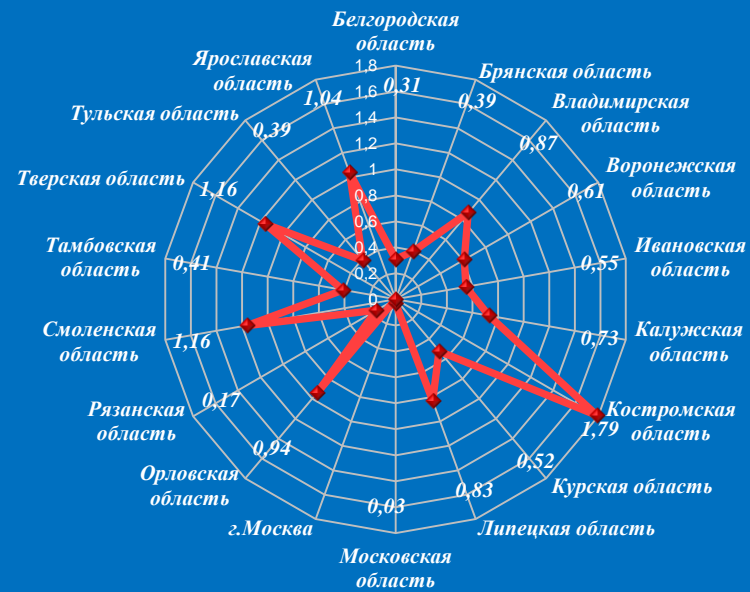 Белгородская
область
0,31
Брянская область
0,39
Владимирская
область
0,87
Воронежская
область
0,61
Ивановская
область
0,55
Калужская
область
0,73
Костромская
область
1,79
Курская область
0,52
Липецкая область
0,83
Московская
область
0,03
г.Москва
Орловская
область
0,94
Рязанская
область
0,17
Смоленская
область
1,16
Тамбовская
область
0,41
Тверская область
1,16
Тульская область
0,39
Ярославская
область
1,04
1,8
1,6
1,4
1,2
1
0,8
0,6
0,4
0,2
0